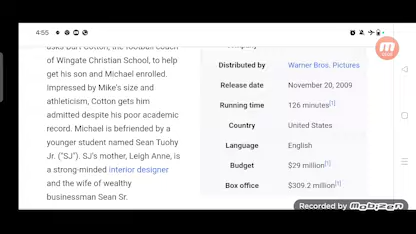 4:55
asks Burt Cotton, the football coach
of Wingate Christian School, to help
get his son and Michael enrolled.
Impressed by Mike's size and
athleticism, Cotton gets him
admitted despite his poor academic
record. Michael is befriended by a
younger student named Sean Tuohy
Jr. ("SJ"). SJ's mother, Leigh Anne, is
a strong-minded interior designer
and the wife of wealthy
businessman Sean Sr.
Distributed by Warner Bros. Pictures
Release date November 20, 2009
Running time 126 minutes[1]
Country United States
Language English
Budget $29 million[1]
Box office $309.2 million[1]
Recorded by mobizen